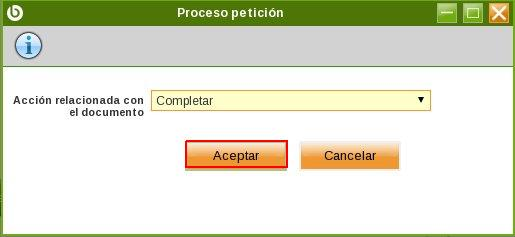 Proceso petición
Acción relacionada con
el documento
Completar
Aceptar
Cancelar